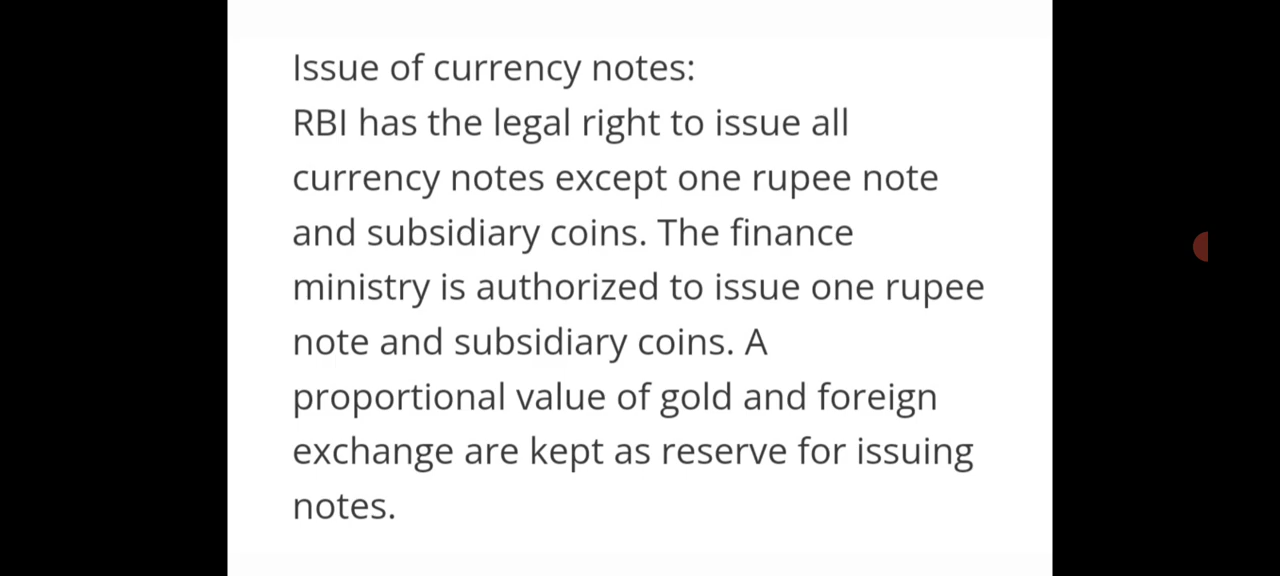 Issue of currency notes:
RBI has the legal right to issue all
currency notes except one rupee note
and subsidiary coins. The finance
ministry is authorized to issue one rupee
note and subsidiary coins. A
proportional value of gold and foreign
exchange are kept as reserve for issuing
notes.